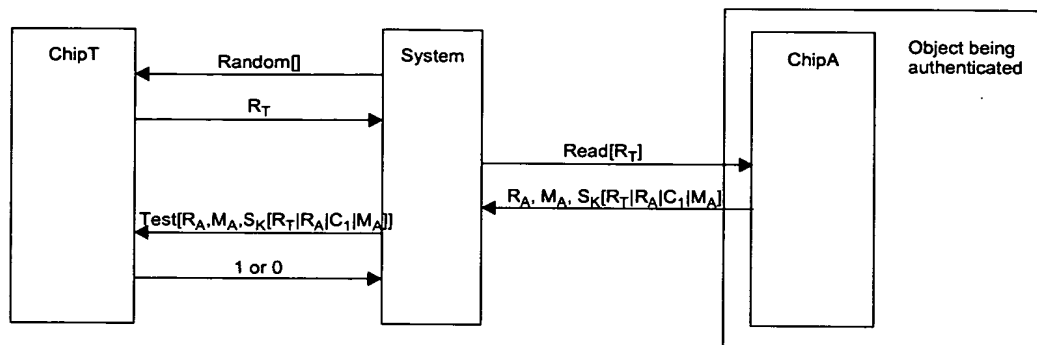 ChipT
System
ChipA
Object being
authenticated
Random[]
R_T
Read[R_T]
R_A, M_A, S_K[R_T|R_A|C_1|M_A]
Test[R_A,M_A,S_K[R_T|R_A|C_1|M_A]]
1 or 0